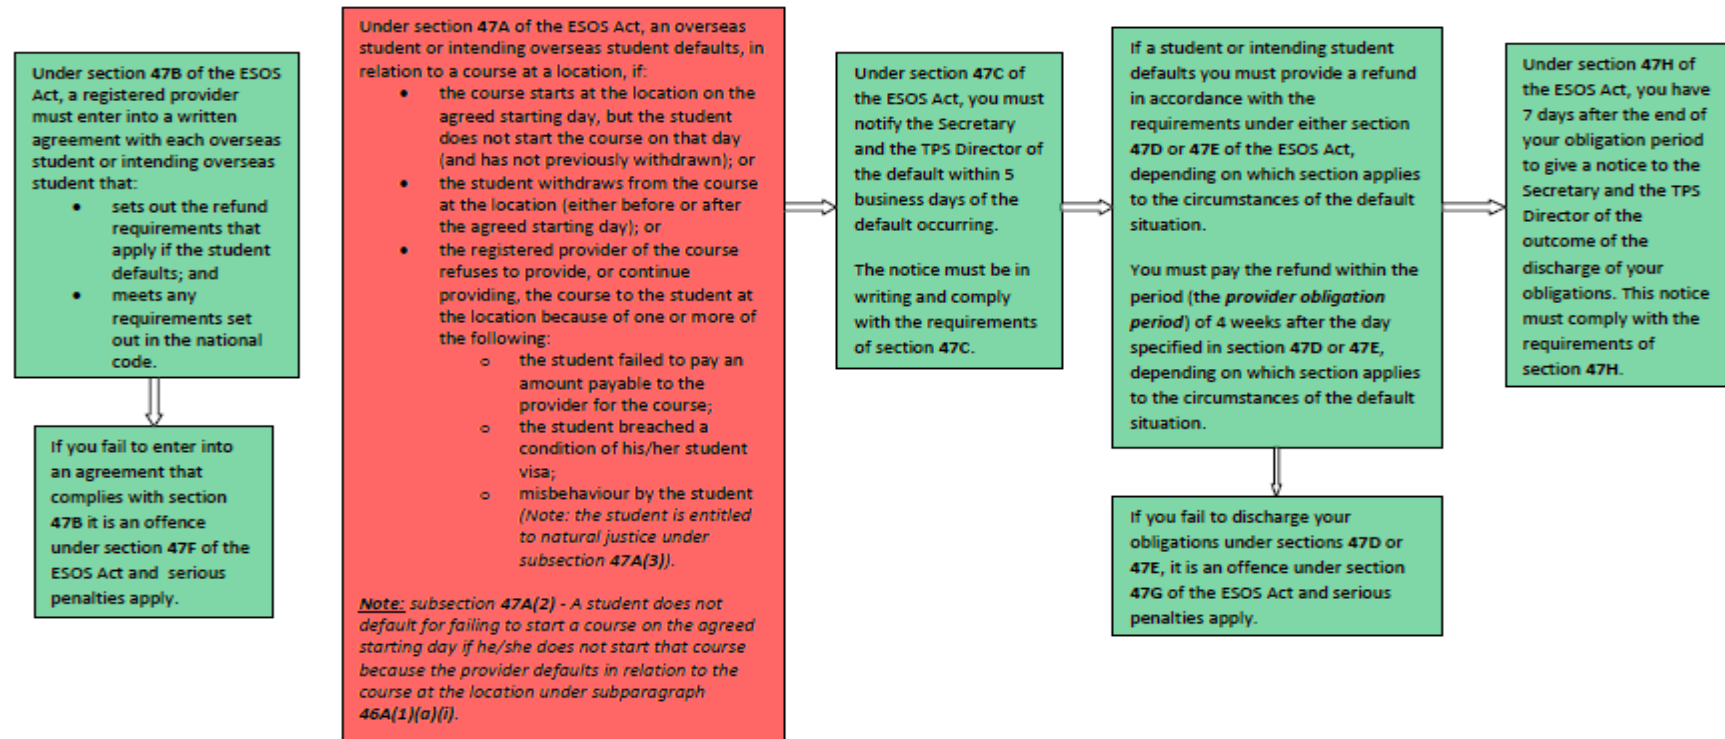 Under section 47B of the ESOS
Act, a registered provider
must enter into a written
agreement with each overseas
student or intending overseas
student that:
• sets out the refund
requirements that
apply if the student
defaults; and
• meets any
requirements set
out in the national
code.
If you fail to enter into
an agreement that
complies with section
47B it is an offence
under section 47F of the
ESOS Act and serious
penalties apply.
Under section 47A of the ESOS Act, an overseas
student or intending overseas student defaults, in
relation to a course at a location, if:
• the course starts at the location on the
agreed starting day, but the student
does not start the course on that day
(and has not previously withdrawn); or
• the student withdraws from the course
at the location (either before or after
the agreed starting day); or
• the registered provider of the course
refuses to provide, or continue
providing, the course to the student at
the location because of one or more of
the following:
o the student failed to pay an
amount payable to the
provider for the course;
o the student breached a
condition of his/her student
visa;
o misbehaviour by the student
(Note: the student is entitled
to natural justice under
subsection 47A(3)).
Note: subsection 47A(2) - A student does not
default for failing to start a course on the agreed
starting day if he/she does not start that course
because the provider defaults in relation to the
course at the location under subparagraph
46A(1)(a)(i).
Under section 47C of
the ESOS Act, you must
notify the Secretary
and the TPS Director of
the default within 5
business days of the
default occurring.
The notice must be in
writing and comply
with the requirements
of section 47C.
If a student or intending student
defaults you must provide a refund
in accordance with the
requirements under either section
47D or 47E of the ESOS Act,
depending on which section applies
to the circumstances of the default
situation.
You must pay the refund within the
period (the provider obligation
period) of 4 weeks after the day
specified in section 47D or 47E,
depending on which section applies
to the circumstances of the default
situation.
If you fail to discharge your
obligations under sections 47D or
47E, it is an offence under section
47G of the ESOS Act and serious
penalties apply.
Under section 47H of
the ESOS Act, you have
7 days after the end of
your obligation period
to give a notice to the
Secretary and the TPS
Director of the
outcome of the
discharge of your
obligations. This notice
must comply with the
requirements of
section 47H.